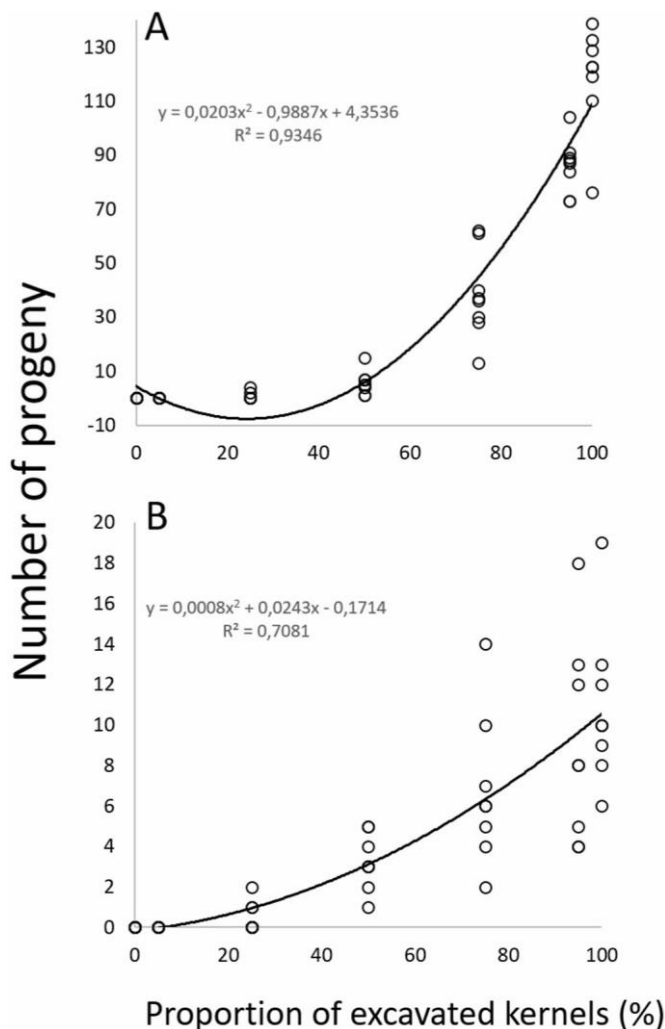 A
130
y = 0,0203x² - 0,9887x + 4,3536
R² = 0,9346
110
90
70
50
30
10
-10
0 20 40 60 80 100
Number of progeny
B
20
18
16
y = 0,0008x² + 0,0243x - 0,1714
R² = 0,7081
14
12
10
8
6
4
2
0
0 20 40 60 80 100
Proportion of excavated kernels (%)